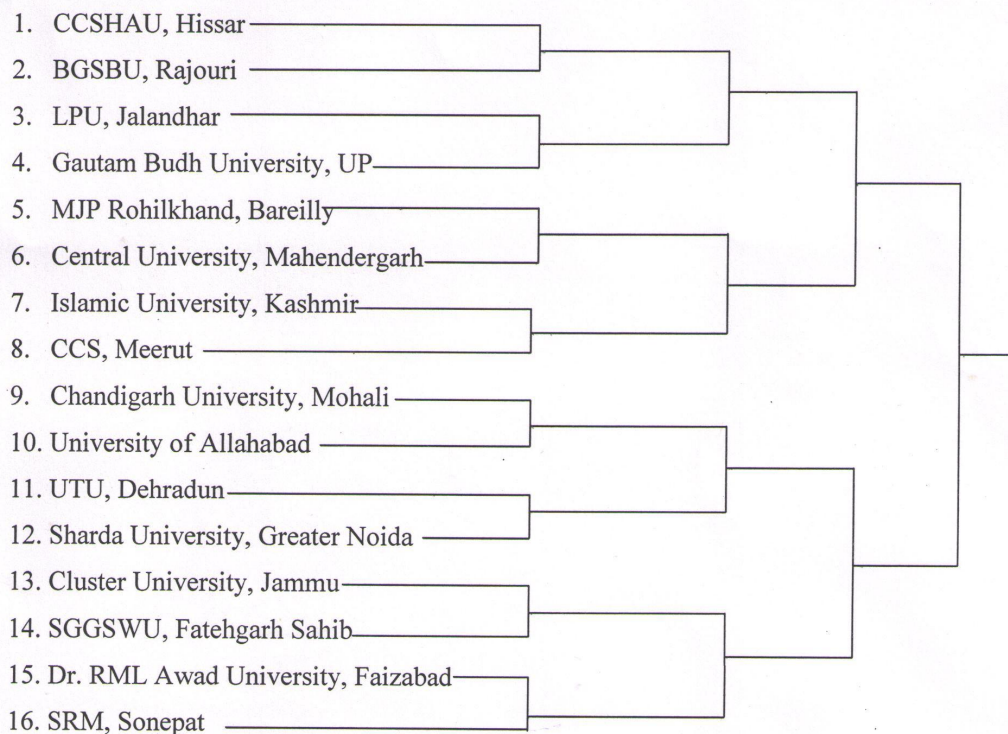 1. CCSHAU, Hissar
2. BGSBU, Rajouri
3. LPU, Jalandhar
4. Gautam Budh University, UP
5. MJP Rohilkhand, Bareilly
6. Central University, Mahendergarh
7. Islamic University, Kashmir
8. CCS, Meerut
9. Chandigarh University, Mohali
10. University of Allahabad
11. UTU, Dehradun
12. Sharda University, Greater Noida
13. Cluster University, Jammu
14. SGGSWU, Fatehgarh Sahib
15. Dr. RML Awad University, Faizabad
16. SRM, Sonepat